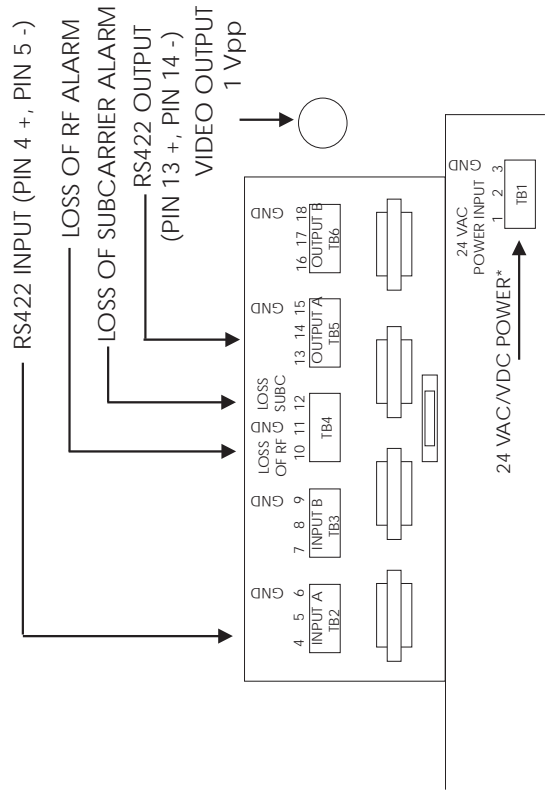 RS422 INPUT (PIN 4 +, PIN 5 -)
LOSS OF RF ALARM
LOSS OF SUBCARRIER ALARM
RS422 OUTPUT
(PIN 13 +, PIN 14 -)
VIDEO OUTPUT
1 Vpp
GND
4 5 6
INPUT A
TB2
GND
7 8 9
INPUT B
TB3
LOSS
OF RF
GND
LOSS
SUBC
10 11 12
TB4
GND
13 14 15
OUTPUT A
TB5
GND
16 17 18
OUTPUT B
TB6
24 VAC
POWER INPUT
GND
1 2 3
TB1
24 VAC/VDC POWER*